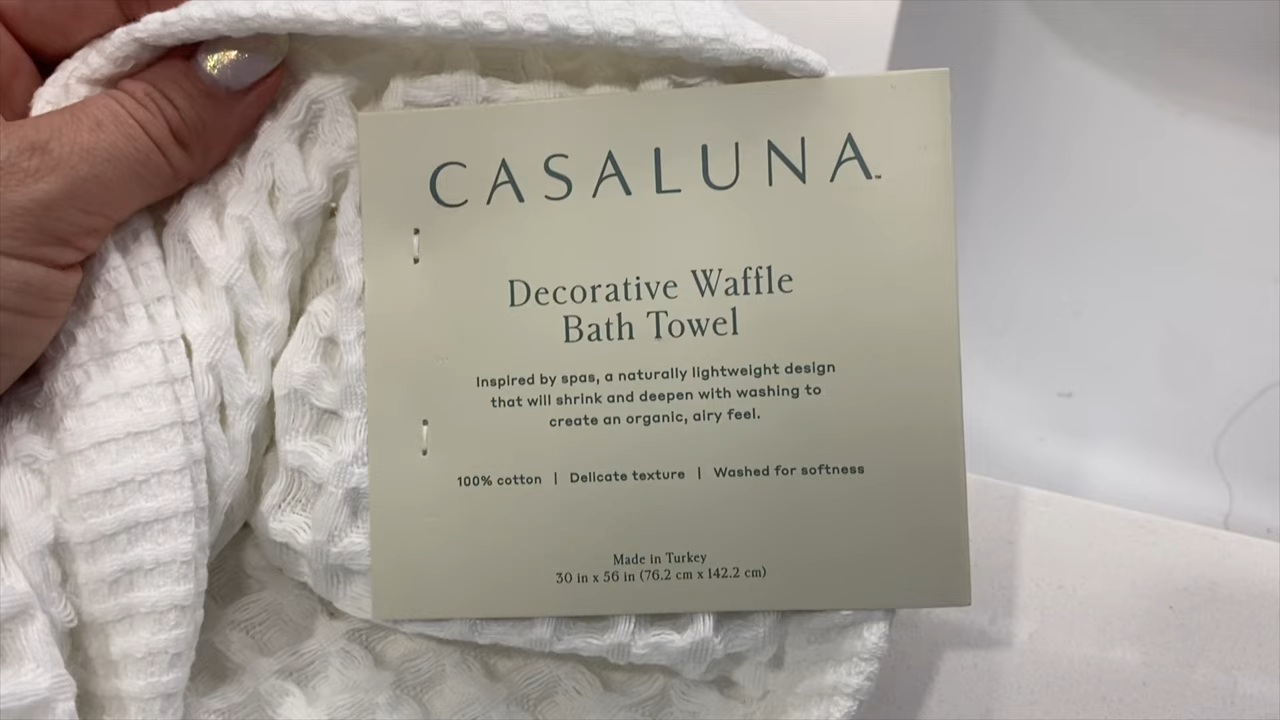 CASALUNA™
Decorative Waffle
Bath Towel
Inspired by spas, a naturally lightweight design
that will shrink and deepen with washing to
create an organic, airy feel.
100% cotton | Delicate texture | Washed for softness
Made in Turkey
30 in x 56 in (76.2 cm x 142.2 cm)